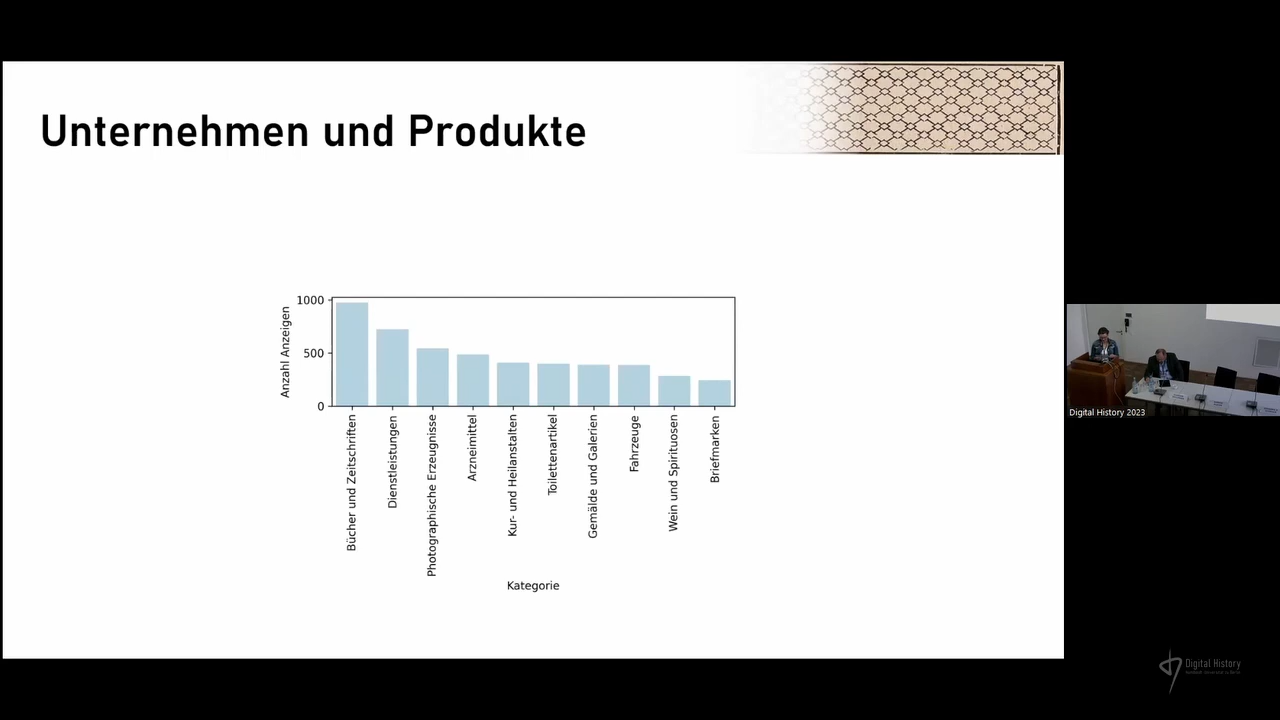 Unternehmen und Produkte
1000
500
0
Anzahl Anzeigen
Bücher und Zeitschriften
Dienstleistungen
Photographische Erzeugnisse
Arzneimittel
Kur- und Heilanstalten
Toilettenartikel
Gemälde und Galerien
Fahrzeuge
Wein und Spirituosen
Briefmarken
Kategorie
Digital History 2023
Digital History